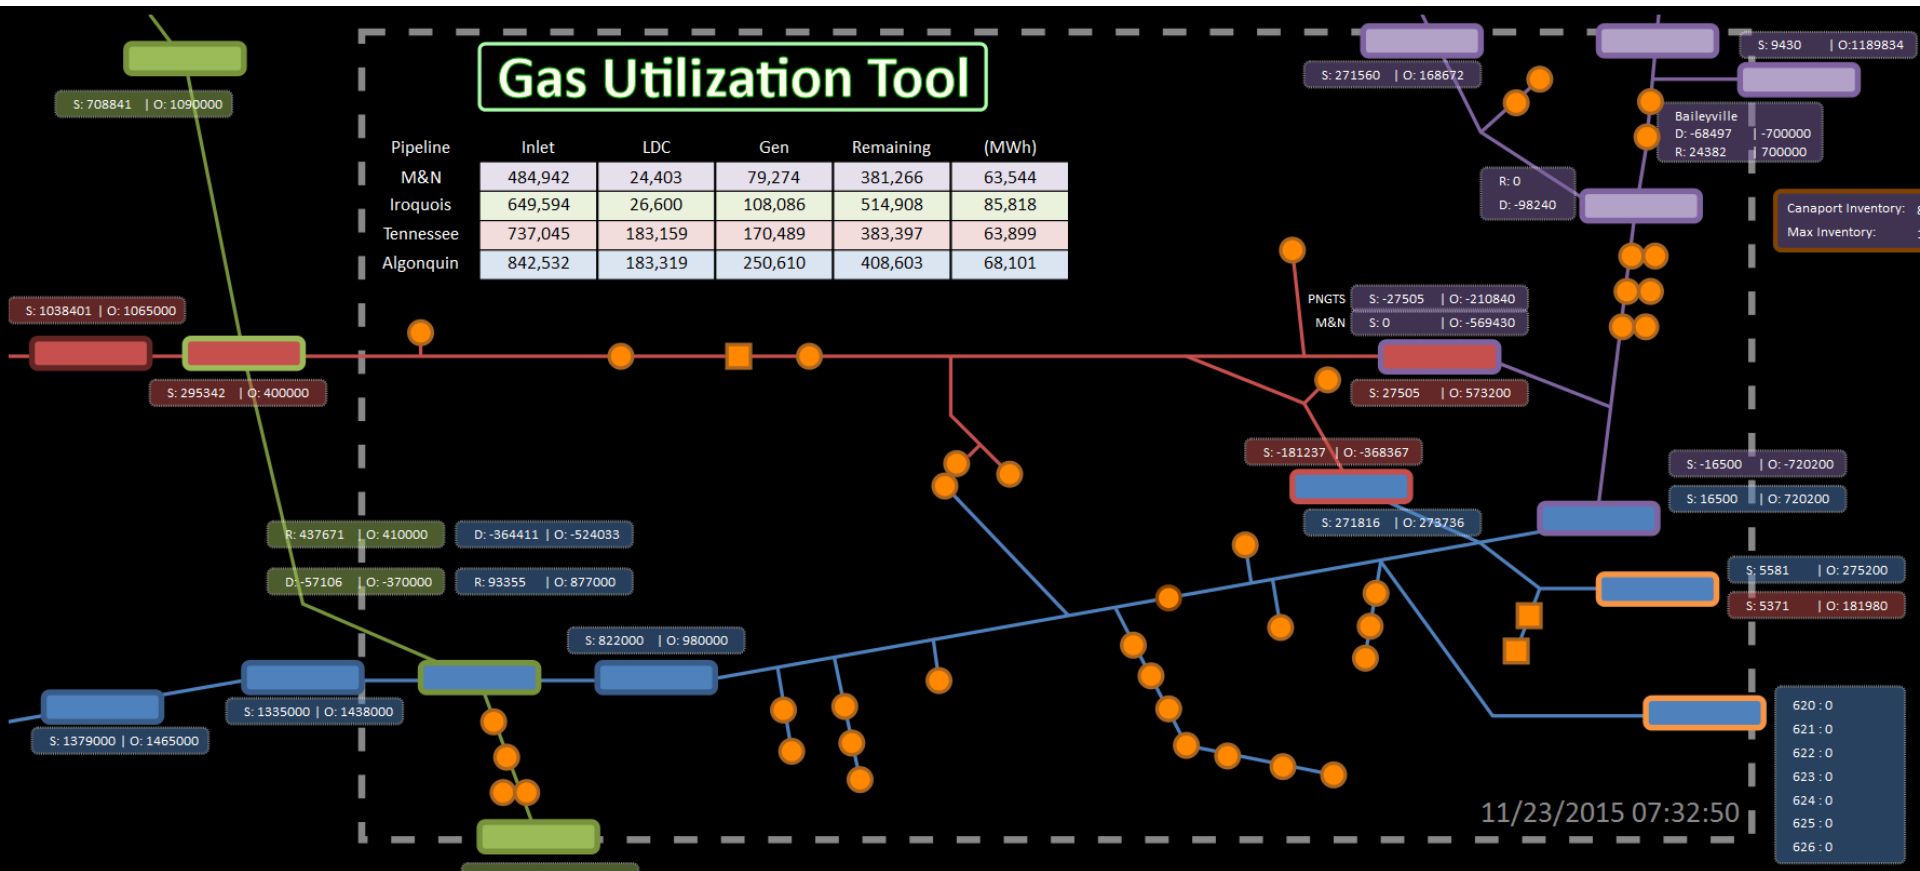 Gas Utilization Tool
Pipeline Inlet LDC Gen Remaining (MWh)
M&N 484,942 24,403 79,274 381,266 63,544
Iroquois 649,594 26,600 108,086 514,908 85,818
Tennessee 737,045 183,159 170,489 383,397 63,899
Algonquin 842,532 183,319 250,610 408,603 68,101
S: 708841 | O: 1090000
S: 271560 | O: 168672
S: 9430 | O:1189834
Baileyville
D: -68497 | -700000
R: 24382 | 700000
R: 0
D: -98240
Canaport Inventory:
Max Inventory:
S: 1038401 | O: 1065000
S: 295342 | O: 400000
PNGTS S: -27505 | O: -210840
M&N S: 0 | O: -569430
S: 27505 | O: 573200
S: -181237 | O: -368367
S: 271816 | O: 273736
S: -16500 | O: -720200
S: 16500 | O: 720200
R: 437671 | O: 410000 D: -364411 | O: -524033
D: -57106 | O: -370000 R: 93355 | O: 877000
S: 5581 | O: 275200
S: 5371 | O: 181980
S: 822000 | O: 980000
S: 1335000 | O: 1438000
S: 1379000 | O: 1465000
620 : 0
621 : 0
622 : 0
623 : 0
624 : 0
625 : 0
626 : 0
11/23/2015 07:32:50